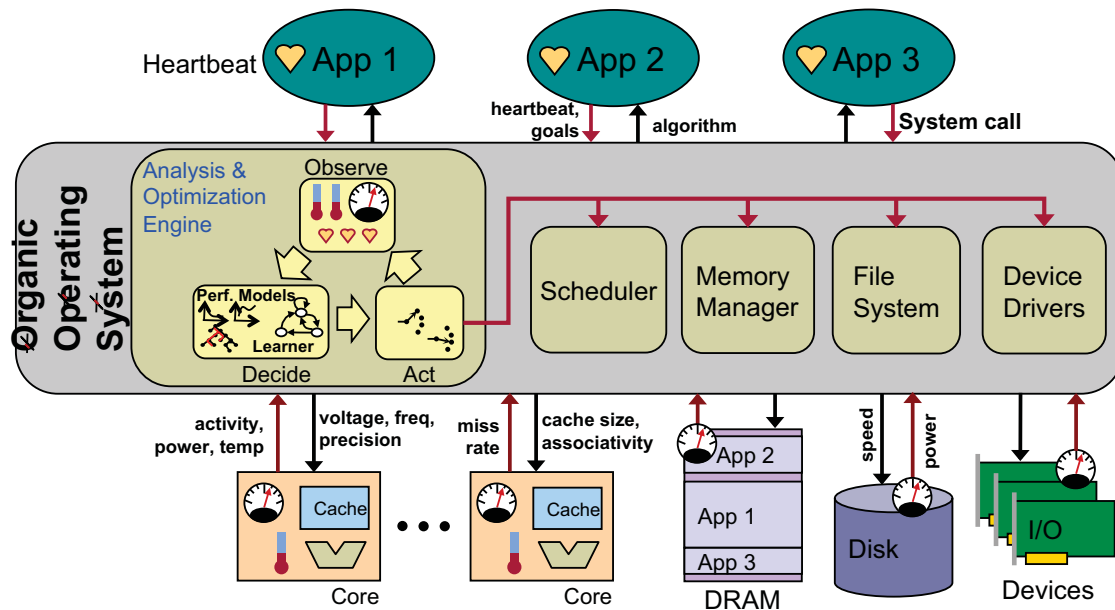 Heartbeat
App 1
App 2
App 3
heartbeat,
goals
algorithm
System call
Organic
Operating
System
Analysis &
Optimization
Engine
Observe
Perf. Models
Learner
Decide
Act
Scheduler
Memory
Manager
File
System
Device
Drivers
activity,
power, temp
voltage, freq,
precision
miss
rate
cache size,
associativity
speed
power
Cache
Core
Cache
Core
App 2
App 1
App 3
DRAM
Disk
I/O
Devices